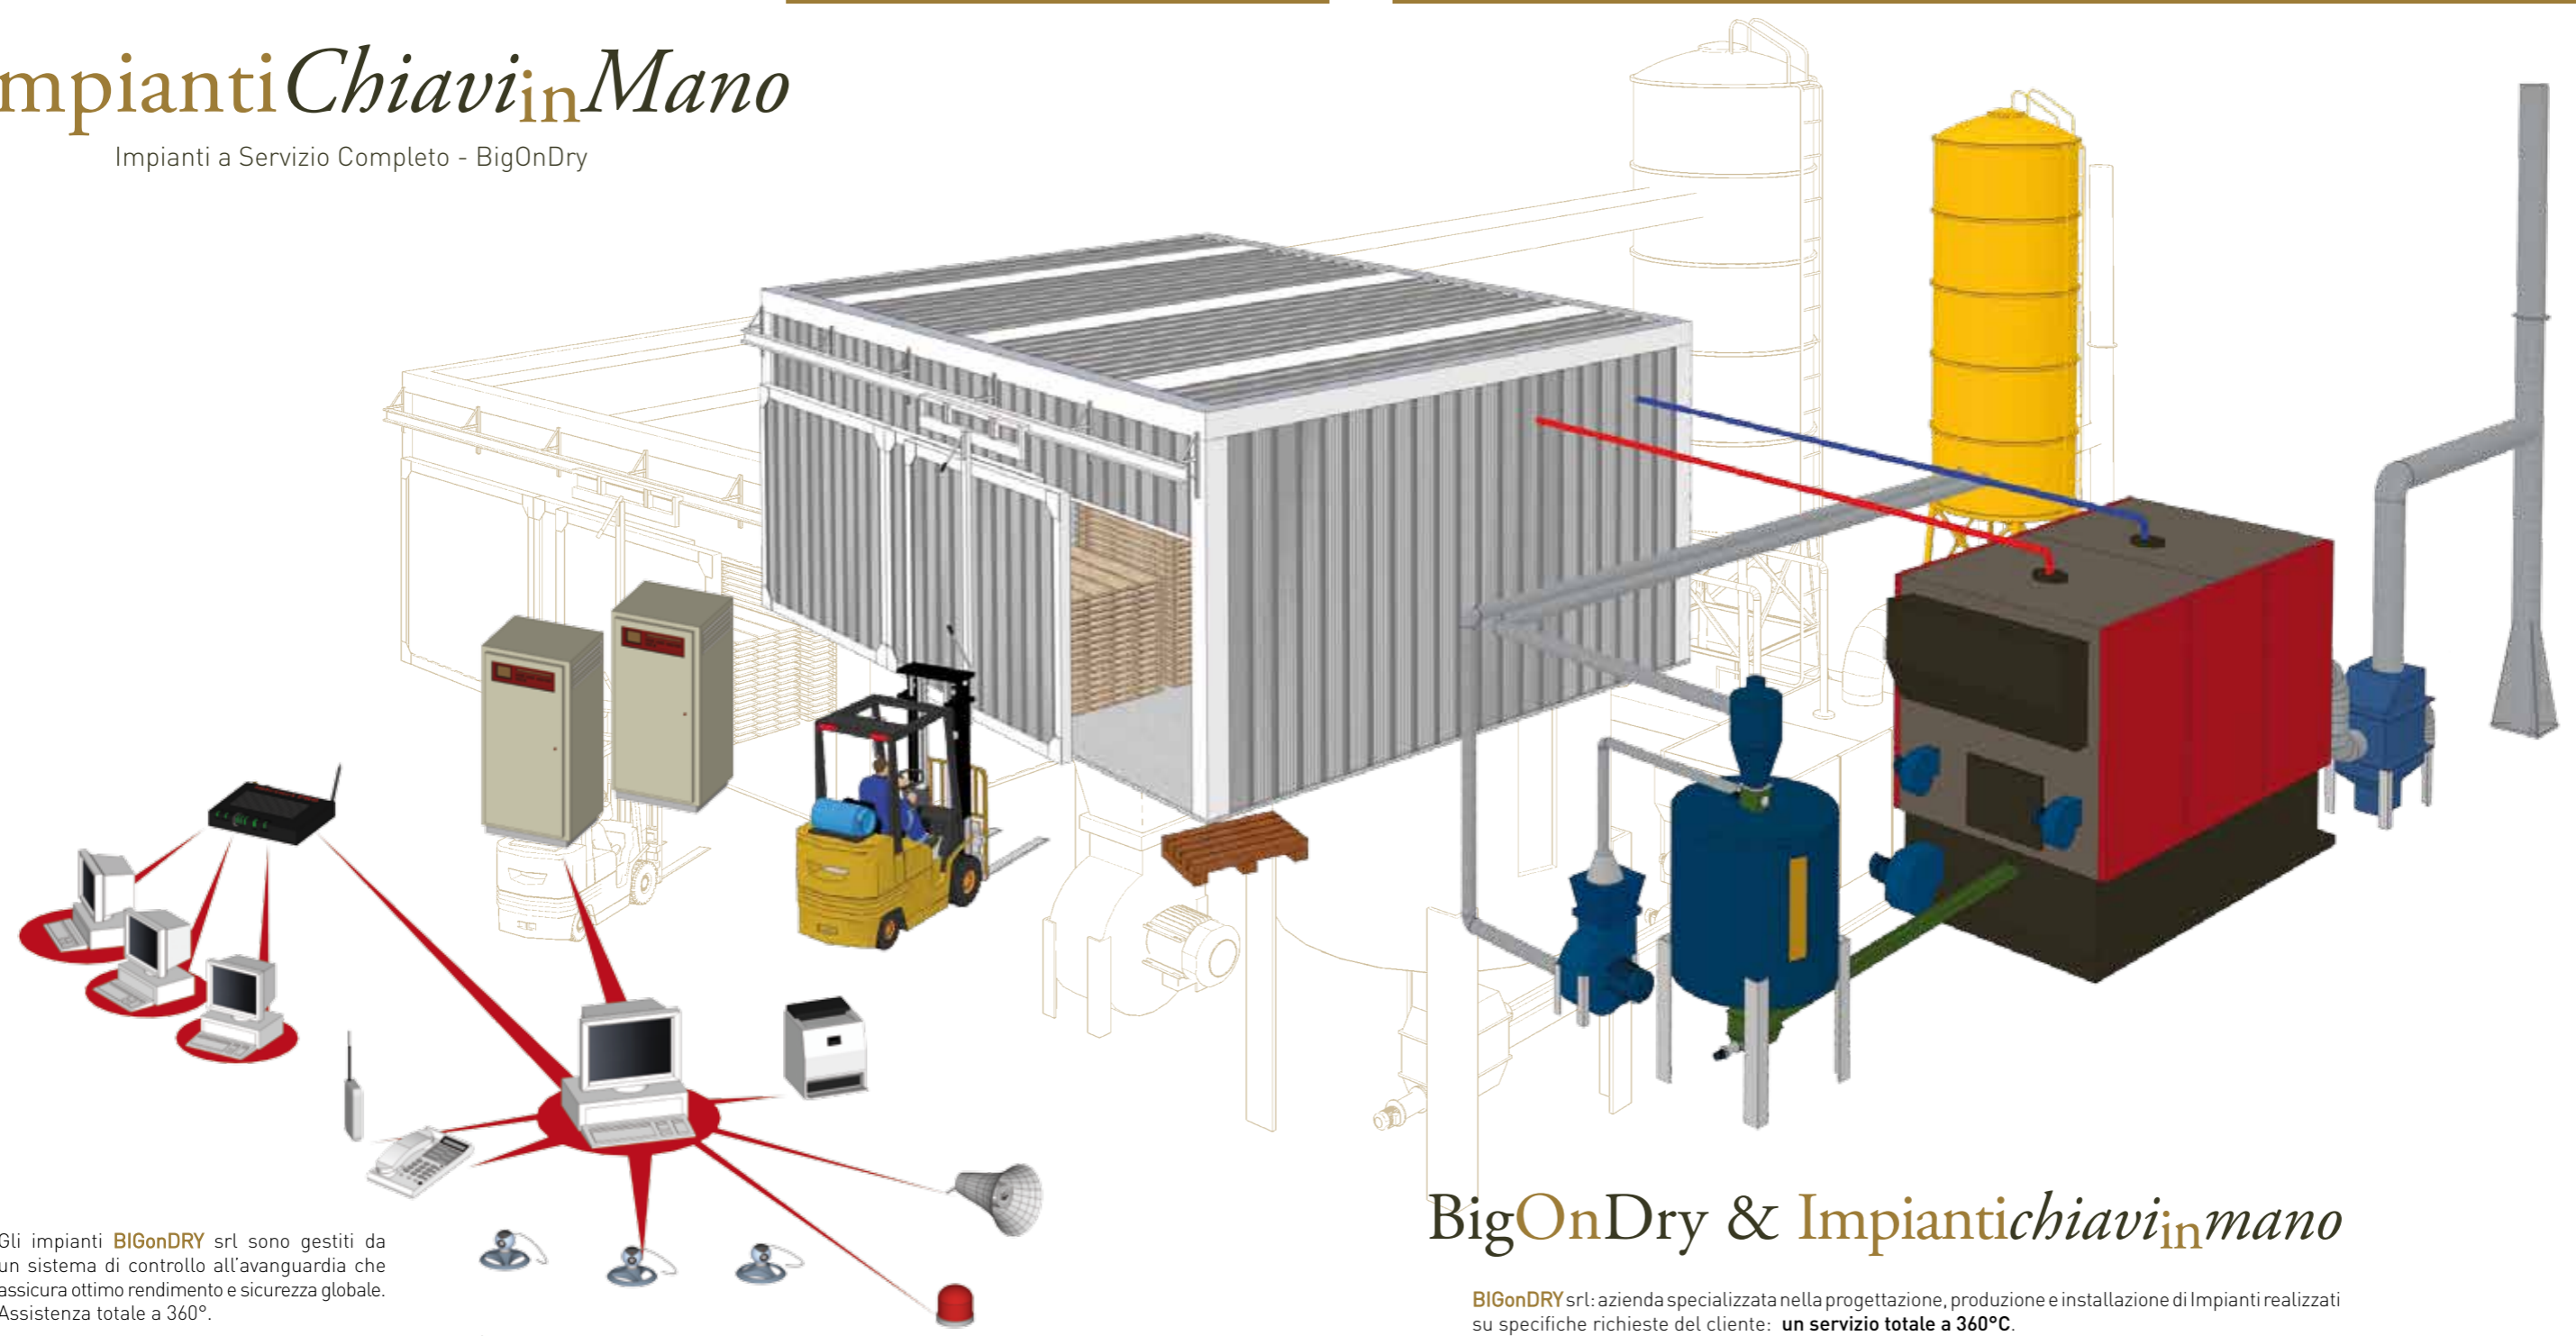 mpiantiChiaviinMano
Impianti a Servizio Completo - BigOnDry
Gli impianti BIGonDRY srl sono gestiti da
un sistema di controllo all'avanguardia che
assicura ottimo rendimento e sicurezza globale.
Assistenza totale a 360°.
BigOnDry & Impiantichiaviinmano
BIGonDRY srl: azienda specializzata nella progettazione, produzione e installazione di Impianti realizzati
su specifiche richieste del cliente: un servizio totale a 360°C.